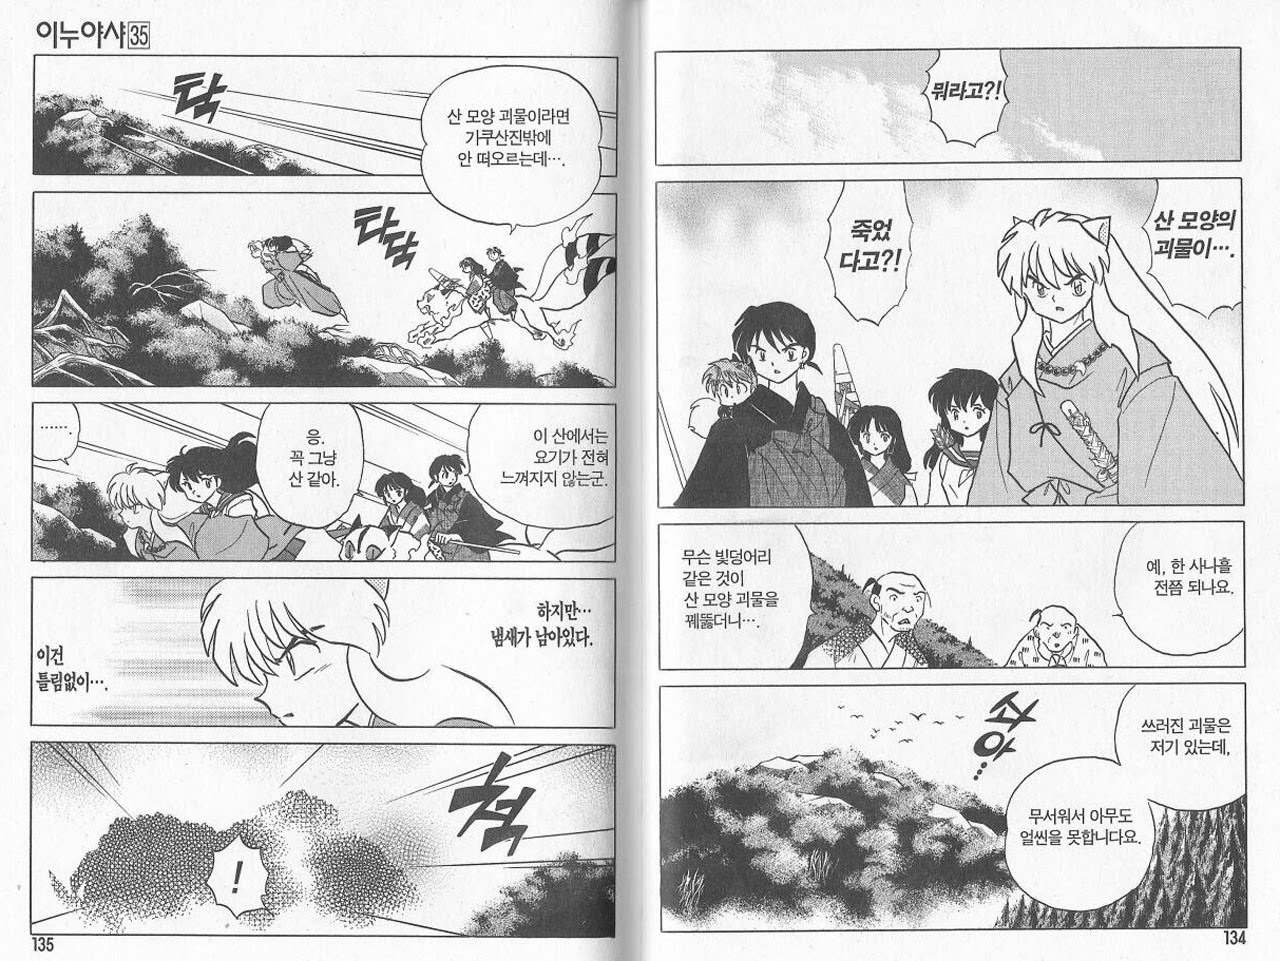 이누야샤 35
뭐라고?!
산 모양의
괴물이….
죽었
다고?!
예, 한 사나흘
전쯤 되나요.
무슨 빛덩어리
같은 것이
산 모양 괴물을
꿰뚫더니….
쓰러진 괴물은
저기 있는데,
무서워서 아무도
얼씬을 못합니다요.
솨
아…
134
산 모양 괴물이라면
가쿠산진밖에
안 떠오르는데….
탁
타
닥
이 산에서는
요기가 전혀
느껴지지 않는군.
응.
꼭 그냥
산 같아.
…….
하지만…
냄새가 남아있다.
이건
틀림없이….
척
!
135